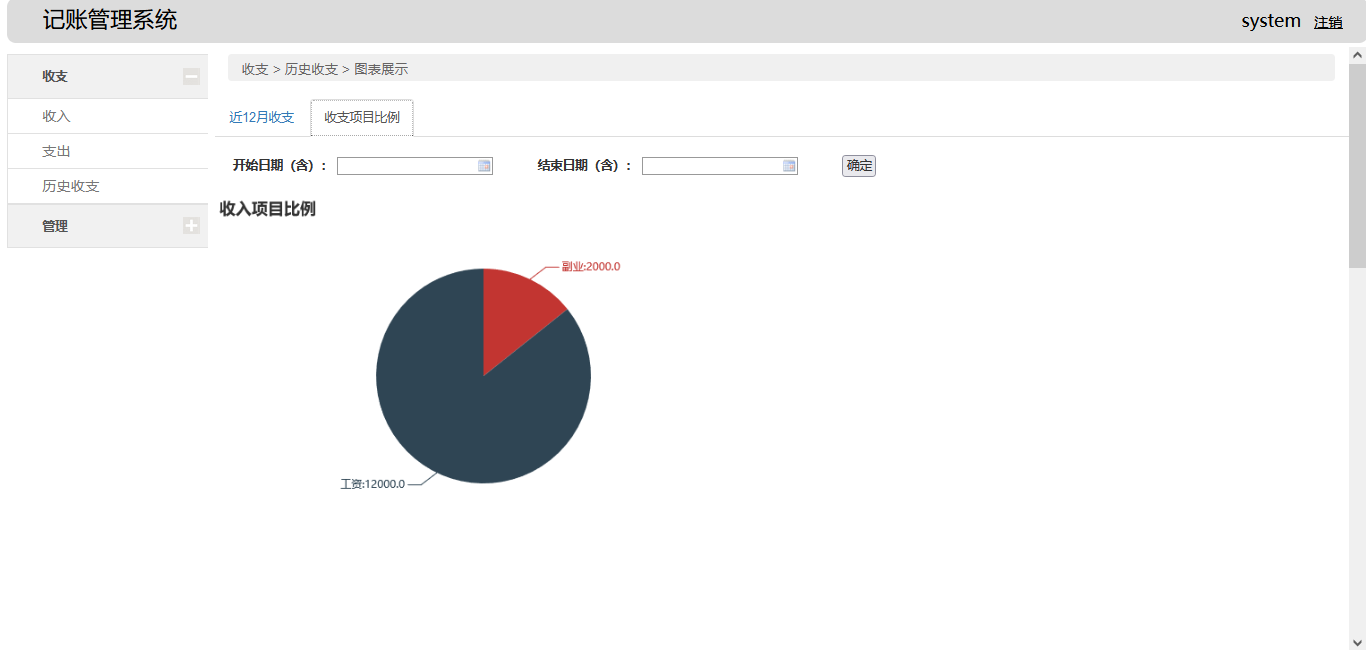 记账管理系统
system 注销
收支
收入
支出
历史收支
管理
收支 > 历史收支 > 图表展示
近12月收支 收支项目比例
开始日期（含）： 结束日期（含）： 确定
收入项目比例
副业:2000.0
工资:12000.0